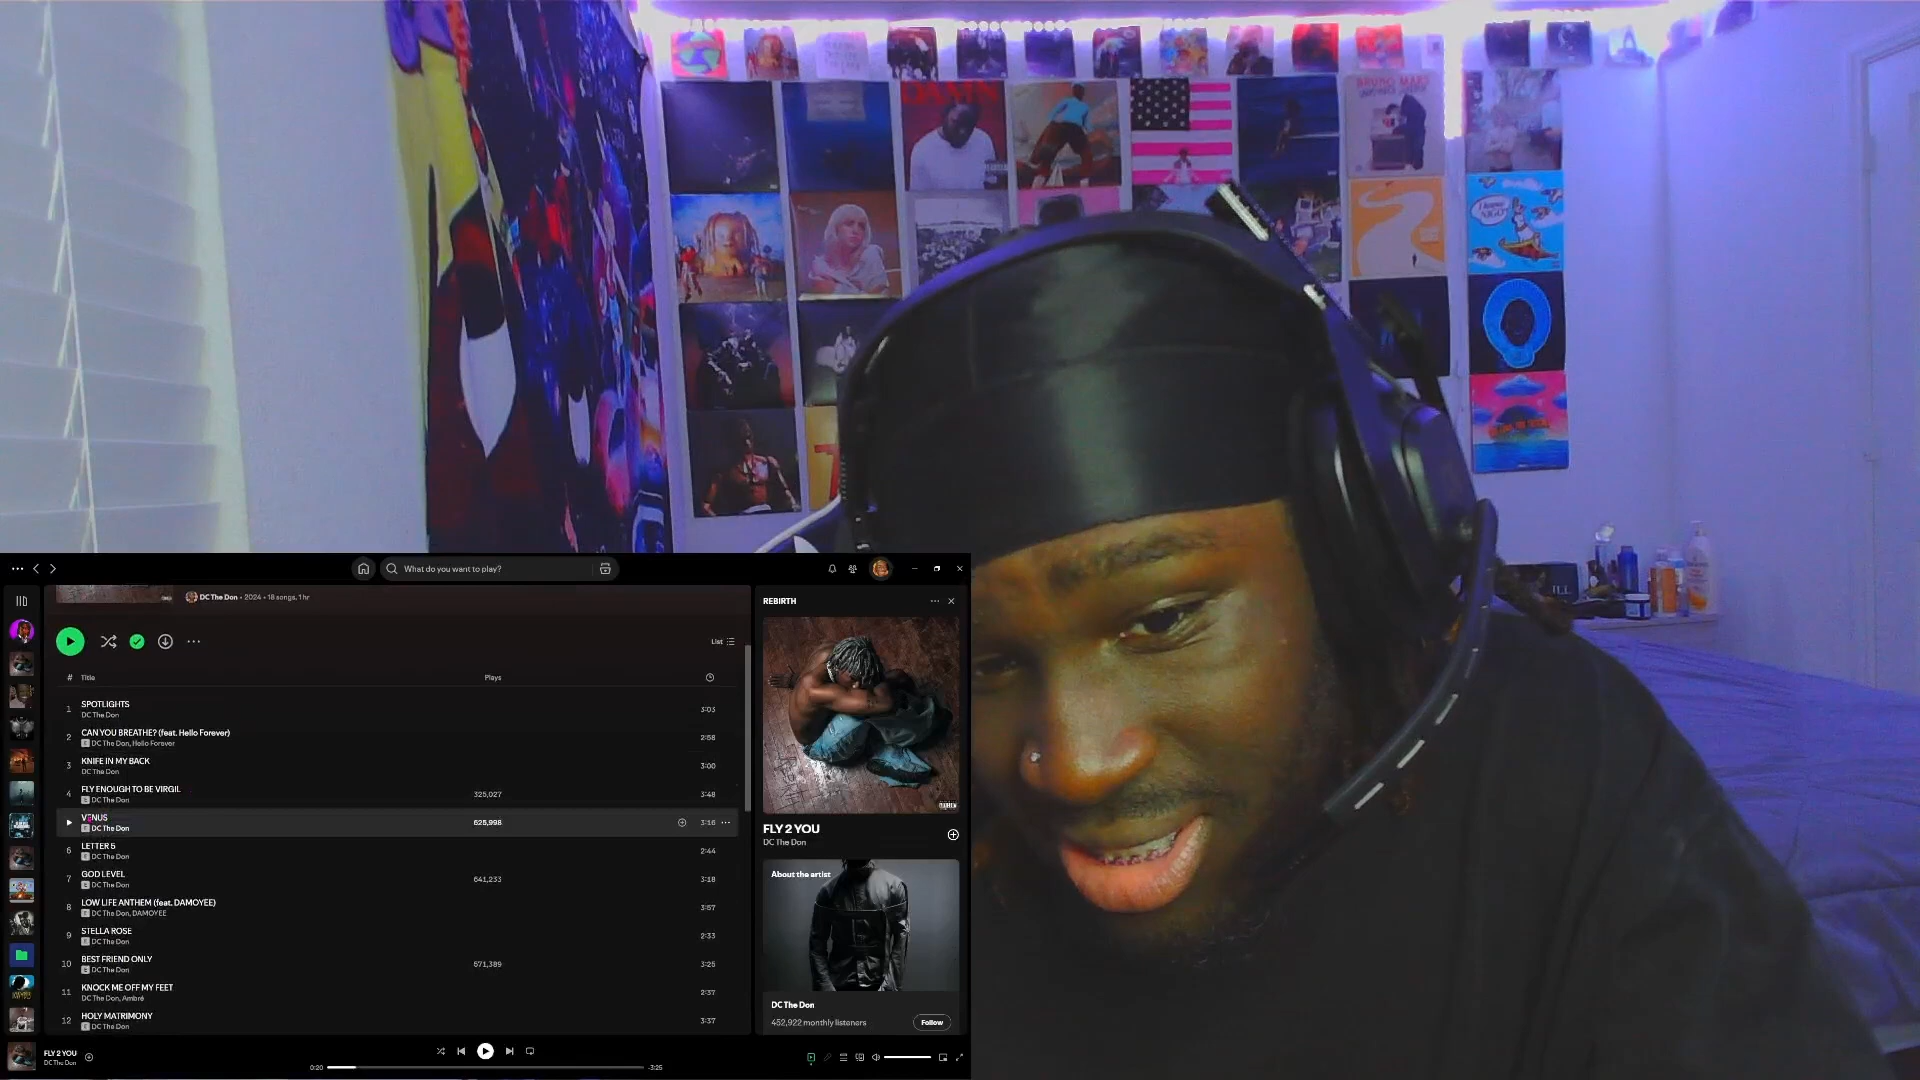 DAMN.
BRUNO MARS
What do you want to play?
DC The Don • 2024 • 18 songs, 1 hr
List
# Title Plays
1 SPOTLIGHTS 3:03
DC The Don
2 CAN YOU BREATHE? (feat. Hello Forever) 2:58
E DC The Don, Hello Forever
3 KNIFE IN MY BACK 3:00
DC The Don
4 FLY ENOUGH TO BE VIRGIL 325,027 3:48
E DC The Don
VENUS 625,998 3:16
E DC The Don
6 LETTER 5 2:44
E DC The Don
7 GOD LEVEL 641,233 3:18
E DC The Don
8 LOW LIFE ANTHEM (feat. DAMOYEE) 3:57
E DC The Don, DAMOYEE
9 STELLA ROSE 2:33
E DC The Don
10 BEST FRIEND ONLY 671,389 3:25
E DC The Don
11 KNOCK ME OFF MY FEET 2:37
DC The Don, Ambré
12 HOLY MATRIMONY 3:37
E DC The Don
REBIRTH
FLY 2 YOU
DC The Don
About the artist
DC The Don
452,922 monthly listeners
Follow
FLY 2 YOU
DC The Don
0:20
-3:25